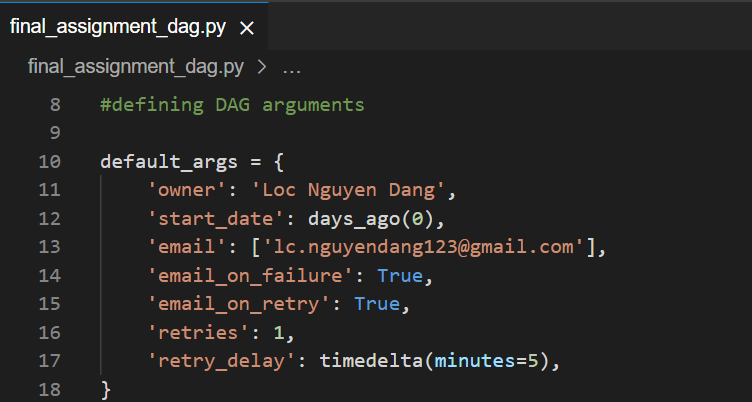 final_assignment_dag.py ×
final_assignment_dag.py > ...
8 #defining DAG arguments
9
10 default_args = {
11     'owner': 'Loc Nguyen Dang',
12     'start_date': days_ago(0),
13     'email': ['lc.nguyendang123@gmail.com'],
14     'email_on_failure': True,
15     'email_on_retry': True,
16     'retries': 1,
17     'retry_delay': timedelta(minutes=5),
18 }